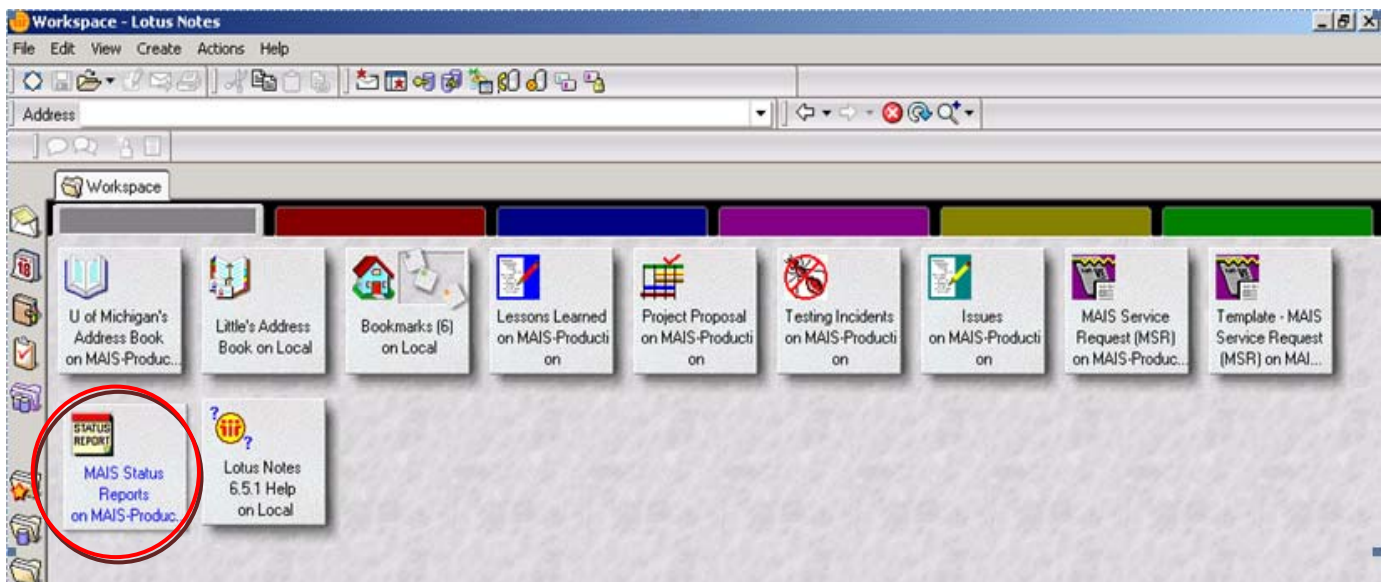 Workspace - Lotus Notes
File Edit View Create Actions Help
Address
Workspace
18
U of Michigan's
Address Book
on MAIS-Produc...
Little's Address
Book on Local
Bookmarks (6)
on Local
Lessons Learned
on MAIS-Producti
on
Project Proposal
on MAIS-Producti
on
Testing Incidents
on MAIS-Producti
on
Issues
on MAIS-Producti
on
MAIS Service
Request (MSR)
on MAIS-Produc...
Template - MAIS
Service Request
(MSR) on MAI...
STATUS
REPORT
MAIS Status
Reports
on MAIS-Produc.
? ?
Lotus Notes
6.5.1 Help
on Local